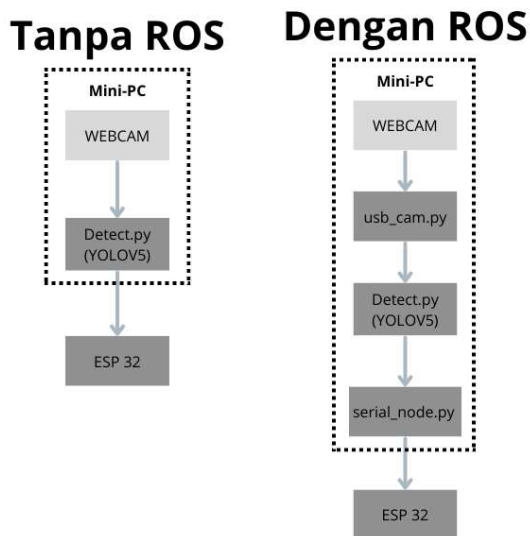 Tanpa ROS
Mini-PC
WEBCAM
Detect.py
(YOLOV5)
ESP 32
Dengan ROS
Mini-PC
WEBCAM
usb_cam.py
Detect.py
(YOLOV5)
serial_node.py
ESP 32